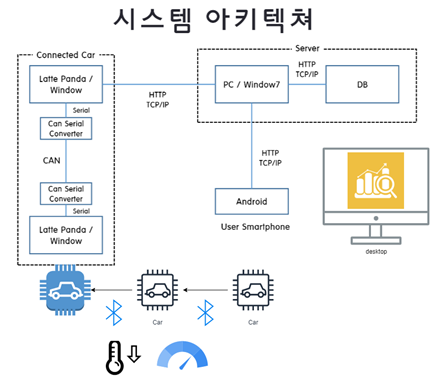 시스템 아키텍쳐
Connected Car
Server
Latte Panda /
Window
HTTP
TCP/IP
PC / Window7
HTTP
TCP/IP
DB
Serial
Can Serial
Converter
CAN
HTTP
TCP/IP
Can Serial
Converter
Serial
Latte Panda /
Window
Android
User Smartphone
desktop
Car
Car